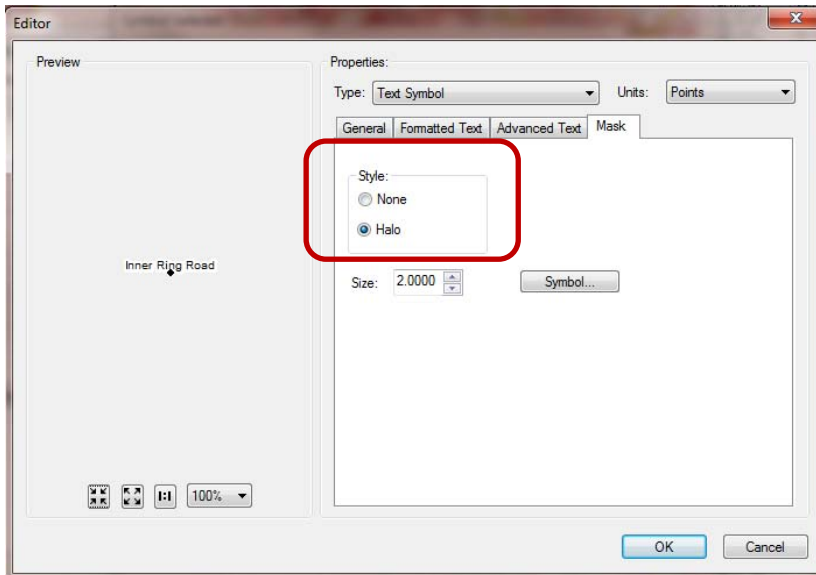 Editor
Preview
Inner Ring Road
100%
Properties:
Type: Text Symbol Units: Points
General Formatted Text Advanced Text Mask
Style:
None
Halo
Size: 2.0000 Symbol...
OK Cancel